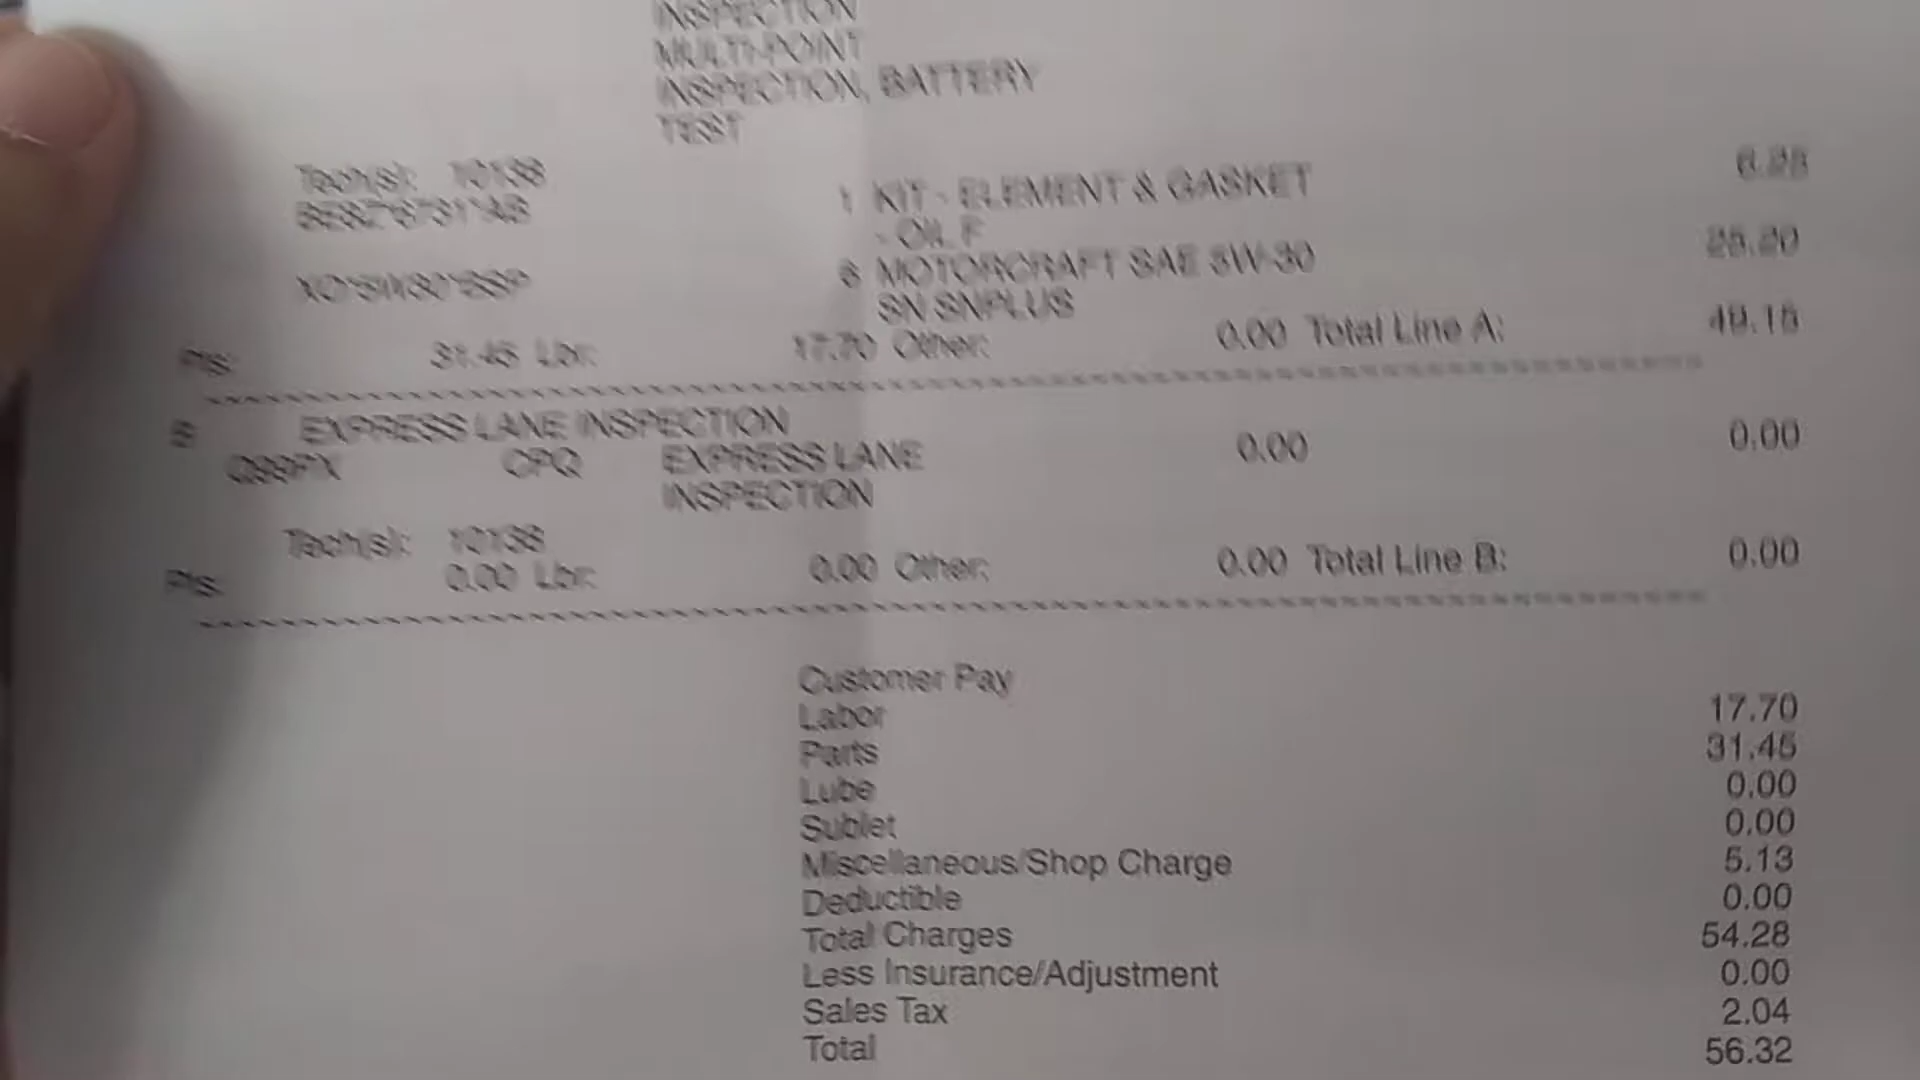 INSPECTION
MULTI-POINT
INSPECTION, BATTERY
TEST
Tech(s): 10138
1 KIT - ELEMENT & GASKET 6.25
- OIL F
6 MOTORCRAFT SAE 5W-30 25.20
SN SNPLUS
Pts: 31.45 Lbr: 17.70 Other: 0.00 Total Line A: 49.15
B EXPRESS LANE INSPECTION
CPQ EXPRESS LANE 0.00 0.00
INSPECTION
Tech(s): 10138
Pts: 0.00 Lbr: 0.00 Other: 0.00 Total Line B: 0.00
Customer Pay
Labor 17.70
Parts 31.45
Lube 0.00
Sublet 0.00
Miscellaneous/Shop Charge 5.13
Deductible 0.00
Total Charges 54.28
Less Insurance/Adjustment 0.00
Sales Tax 2.04
Total 56.32